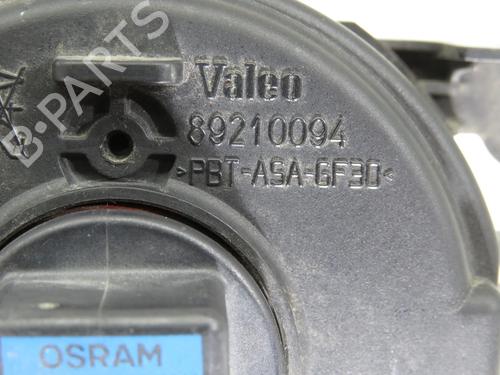 Valeo
89210094
>PBT-ASA-GF30<
OSRAM
B-PARTS